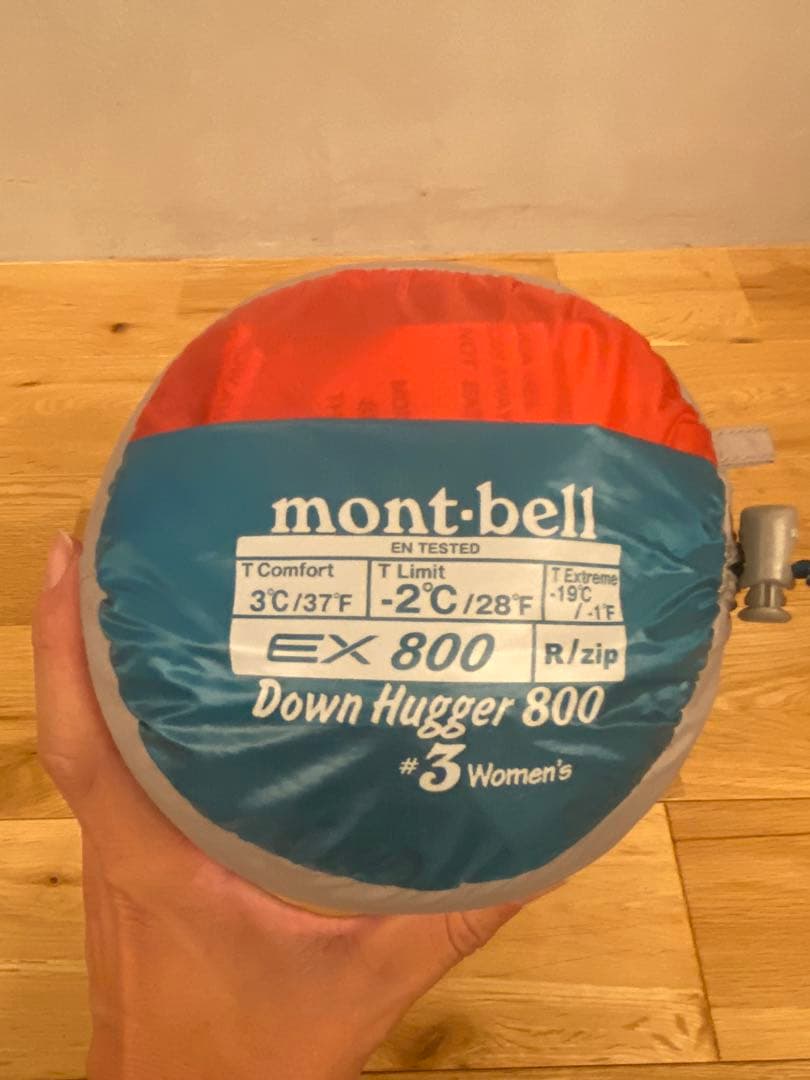 mont·bell
EN TESTED
T Comfort
3℃/37℉
T Limit
-2℃/28℉
T Extreme
-19℃
/-1℉
EX 800
R/zip
Down Hugger 800
#3 Women's